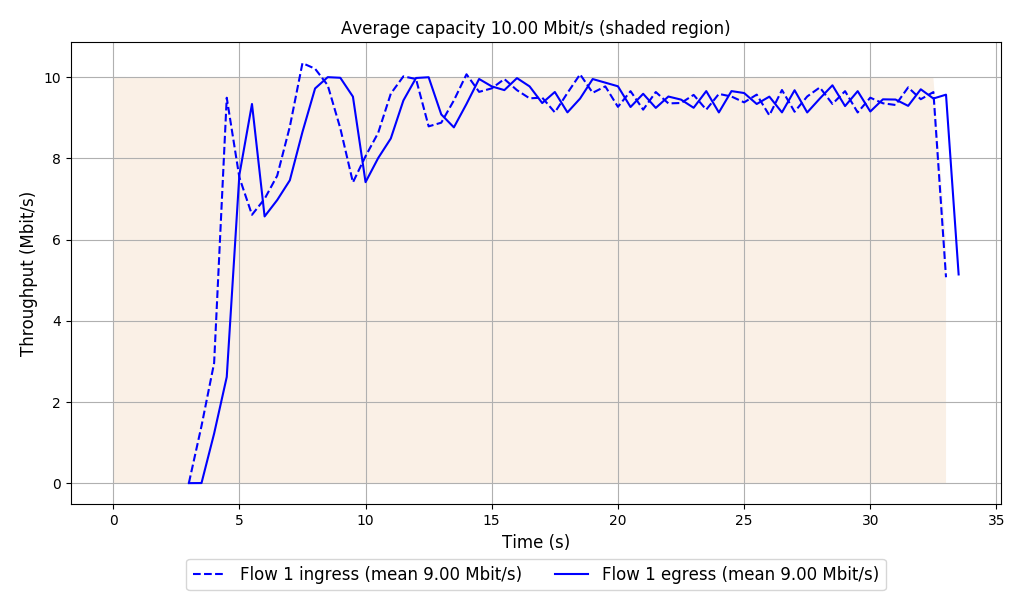 Average capacity 10.00 Mbit/s (shaded region)
Throughput (Mbit/s)
10
8
6
4
2
0
0 5 10 15 20 25 30 35
Time (s)
Flow 1 ingress (mean 9.00 Mbit/s) Flow 1 egress (mean 9.00 Mbit/s)